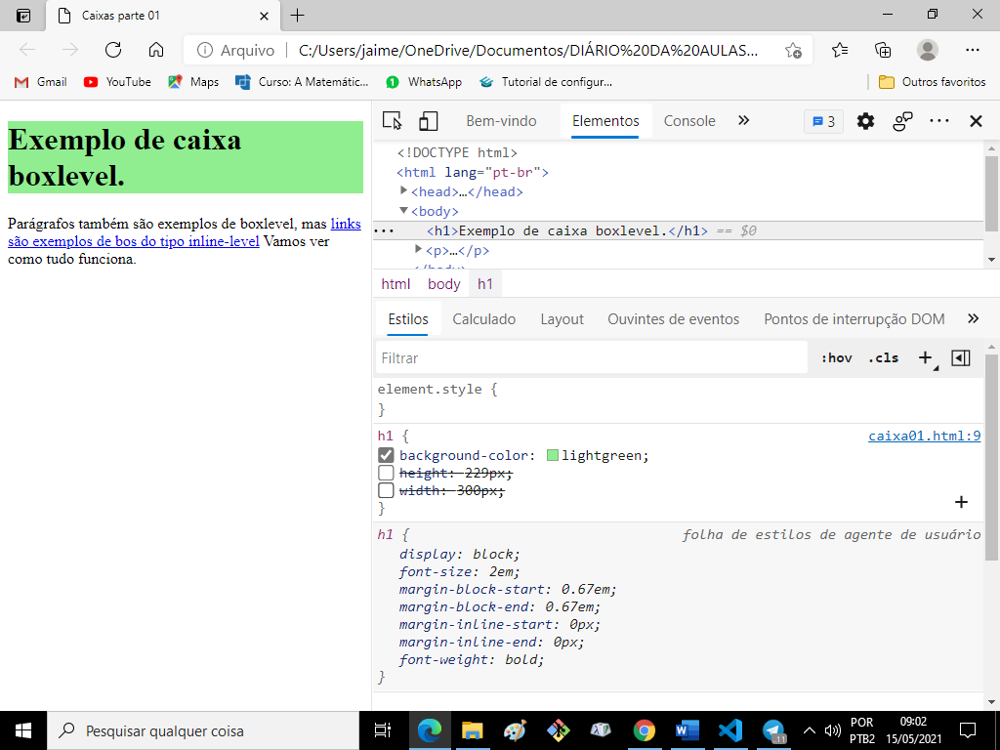 Caixas parte 01
Arquivo
C:/Users/jaime/OneDrive/Documentos/DIÁRIO%20DA%20AULAS...
Gmail
YouTube
Maps
Curso: A Matemátic...
WhatsApp
Tutorial de configur...
Outros favoritos
Exemplo de caixa
boxlevel.
Parágrafos também são exemplos de boxlevel, mas links
são exemplos de bos do tipo inline-level Vamos ver
como tudo funciona.
Bem-vindo
Elementos
Console
3
<!DOCTYPE html>
<html lang="pt-br">
<head>…</head>
<body>
<h1>Exemplo de caixa boxlevel.</h1> == $0
<p>…</p>
</body>
html body h1
Estilos
Calculado
Layout
Ouvintes de eventos
Pontos de interrupção DOM
Filtrar
:hov
.cls
element.style {
}
h1 {
caixa01.html:9
background-color: lightgreen;
height: 229px;
width: 300px;
}
h1 {
folha de estilos de agente de usuário
display: block;
font-size: 2em;
margin-block-start: 0.67em;
margin-block-end: 0.67em;
margin-inline-start: 0px;
margin-inline-end: 0px;
font-weight: bold;
}
Pesquisar qualquer coisa
11
POR
PTB2
09:02
15/05/2021